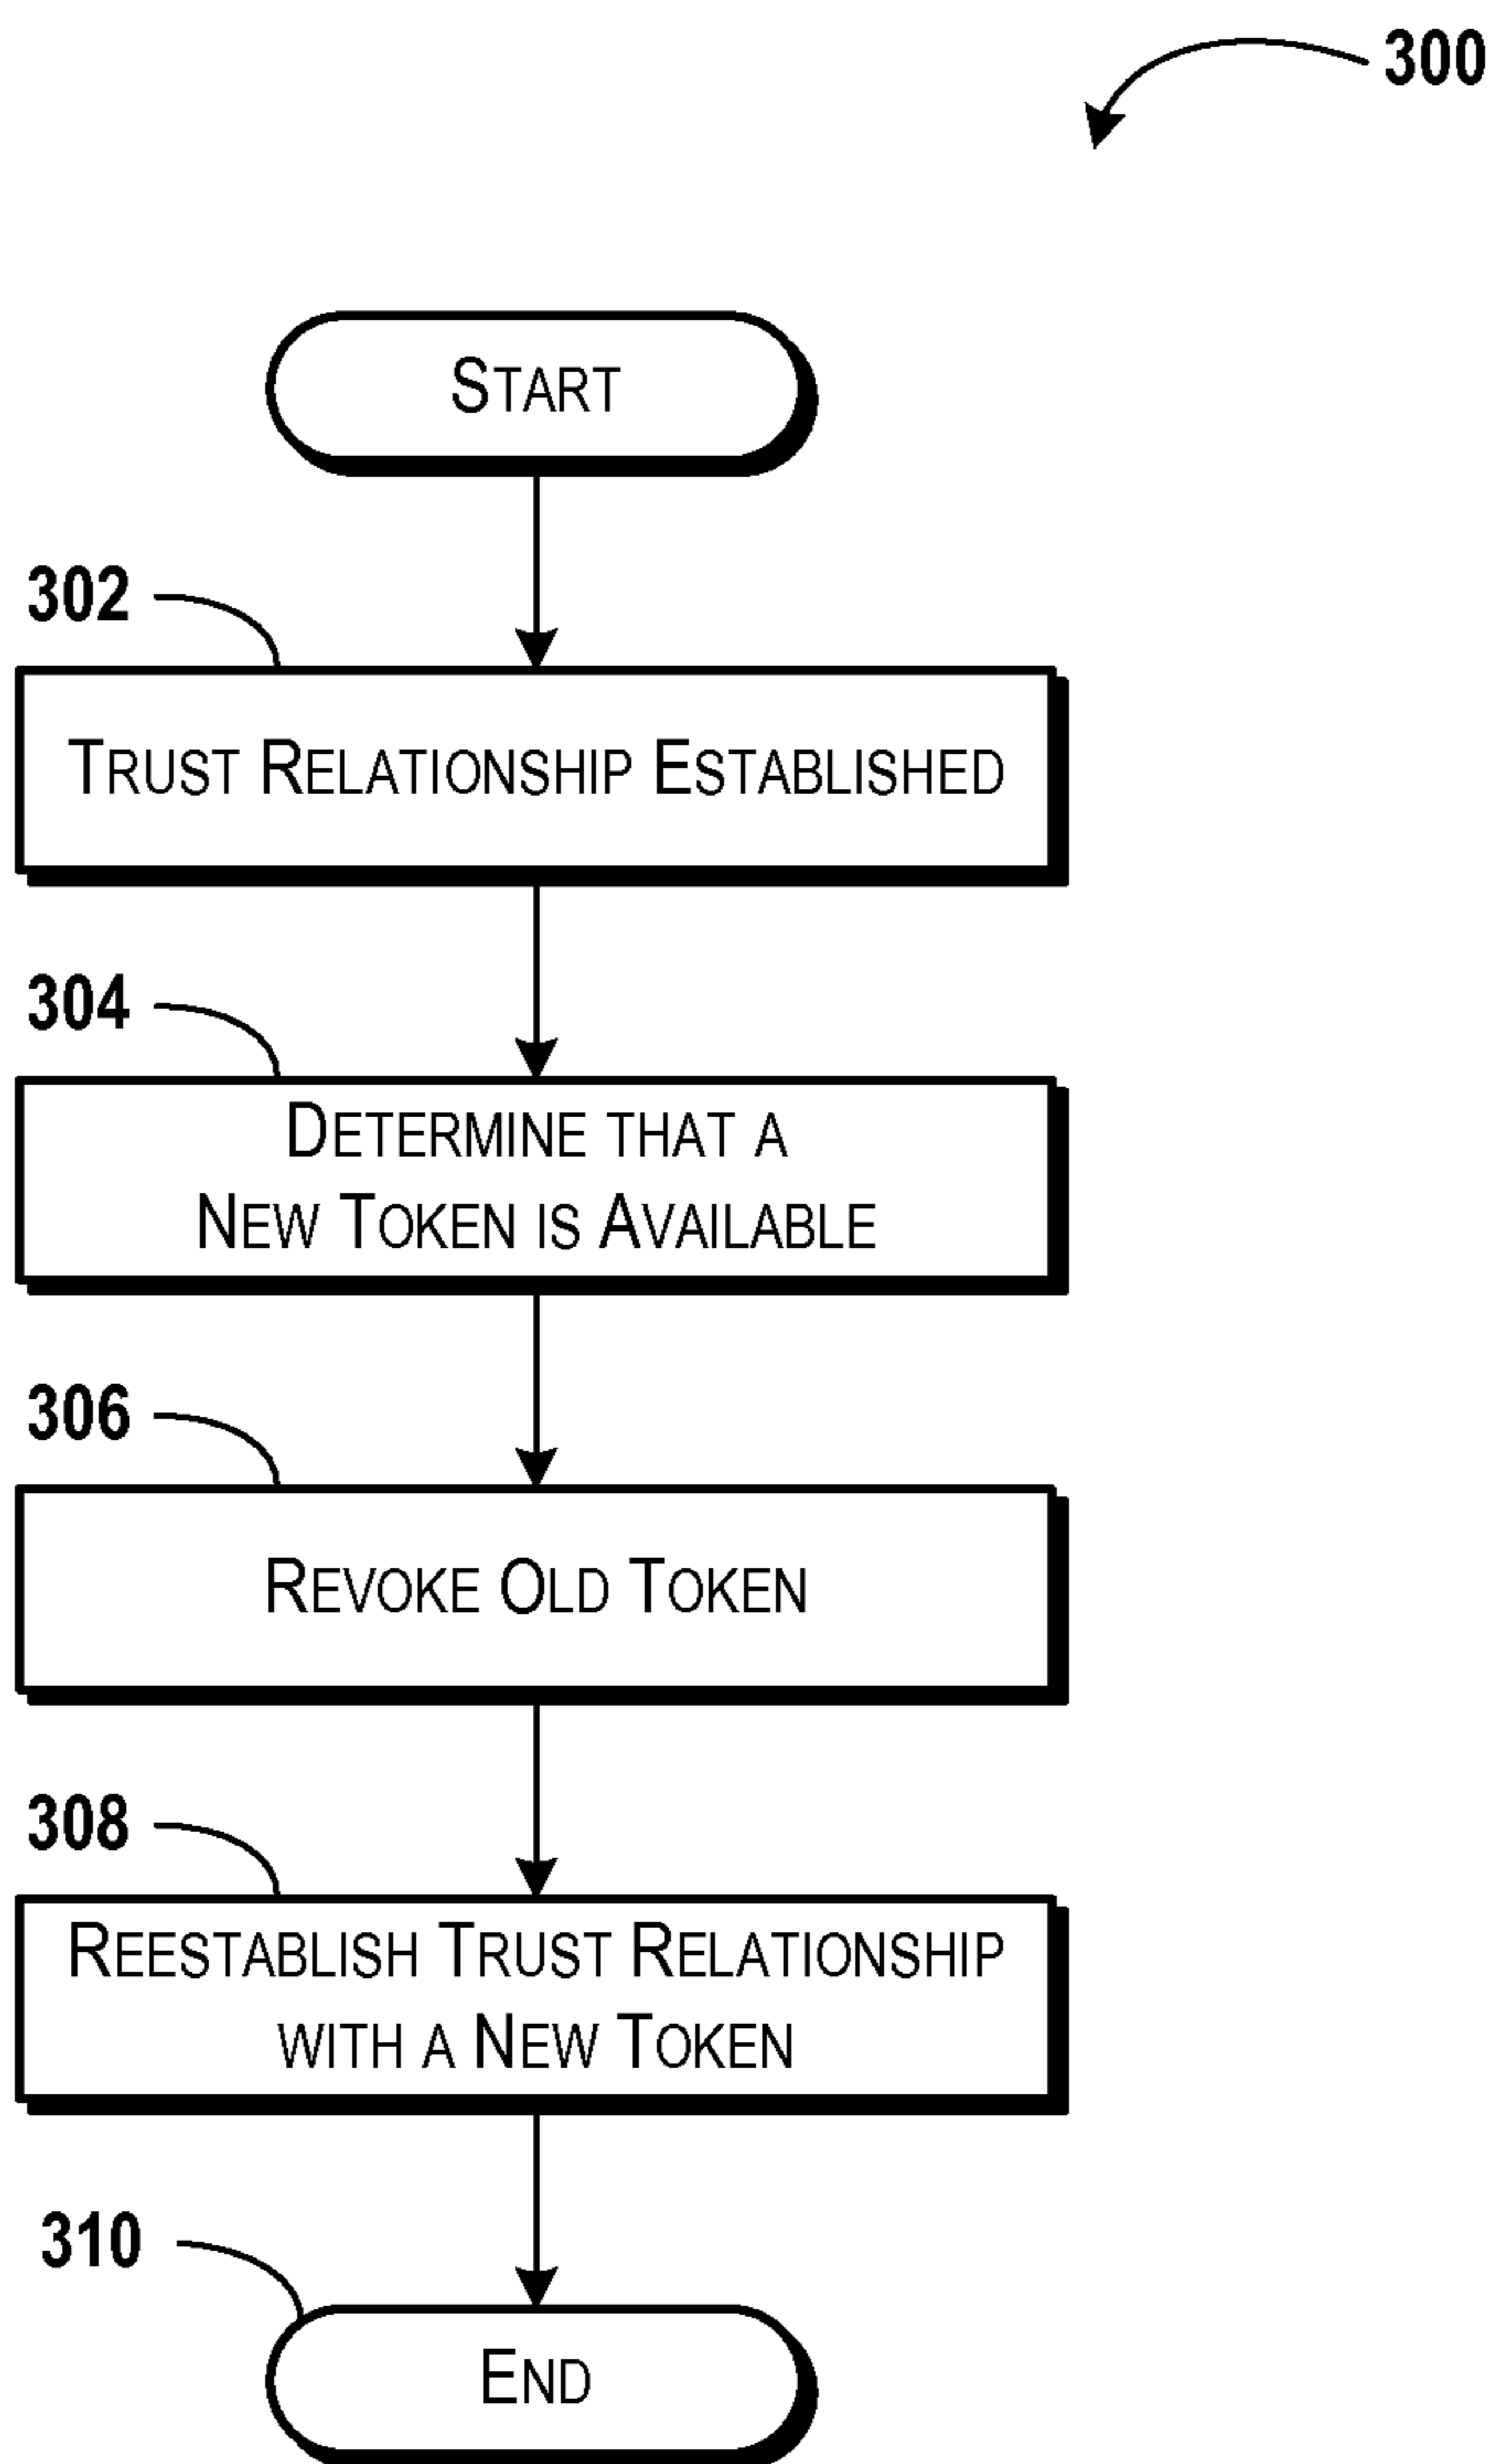 300
START
302
TRUST RELATIONSHIP ESTABLISHED
304
DETERMINE THAT A
NEW TOKEN IS AVAILABLE
306
REVOKE OLD TOKEN
308
REESTABLISH TRUST RELATIONSHIP
WITH A NEW TOKEN
310
END